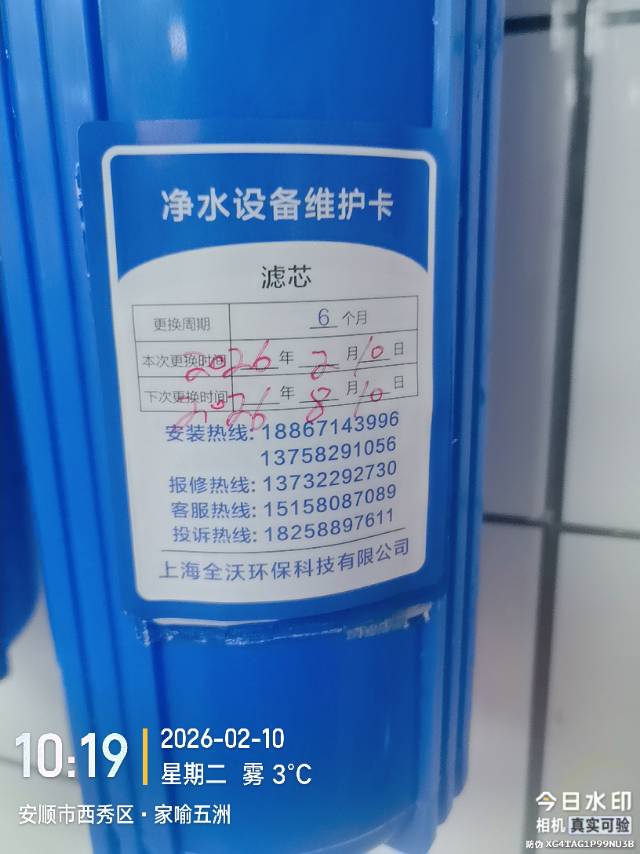 净水设备维护卡
滤芯
更换周期 6 个月
本次更换时间 2026 年 2 月 10 日
下次更换时间 2026 年 8 月 10 日
安装热线: 18867143996
13758291056
报修热线: 13732292730
客服热线: 15158087089
投诉热线: 18258897611
上海全沃环保科技有限公司
10:19
2026-02-10
星期二 雾 3°C
安顺市西秀区·家喻五洲
今日水印
相机 真实可验
防伪 XG4TAG1P99NU3B